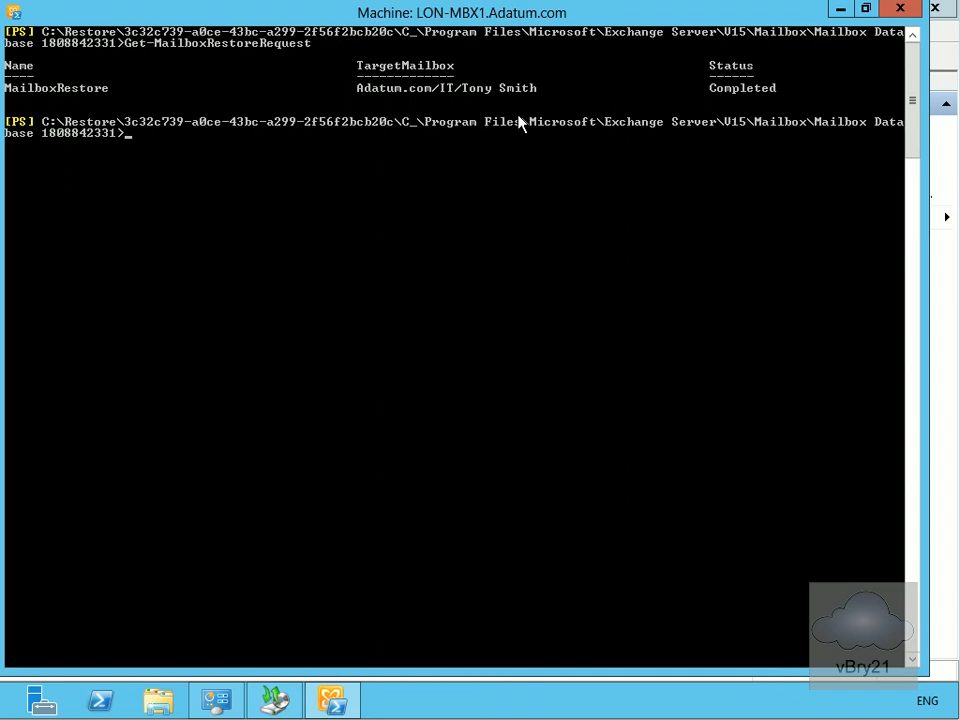 Machine: LON-MBX1.Adatum.com
[PS] C:\Restore\3c32c739-a0ce-43bc-a299-2f56f2bcb20c\C_\Program Files\Microsoft\Exchange Server\V15\Mailbox\Mailbox Data
base 1808842331>Get-MailboxRestoreRequest
Name TargetMailbox Status
---- ------------- ------
MailboxRestore Adatum.com/IT/Tony Smith Completed
[PS] C:\Restore\3c32c739-a0ce-43bc-a299-2f56f2bcb20c\C_\Program Files\Microsoft\Exchange Server\V15\Mailbox\Mailbox Data
base 1808842331>_
vBry21
ENG